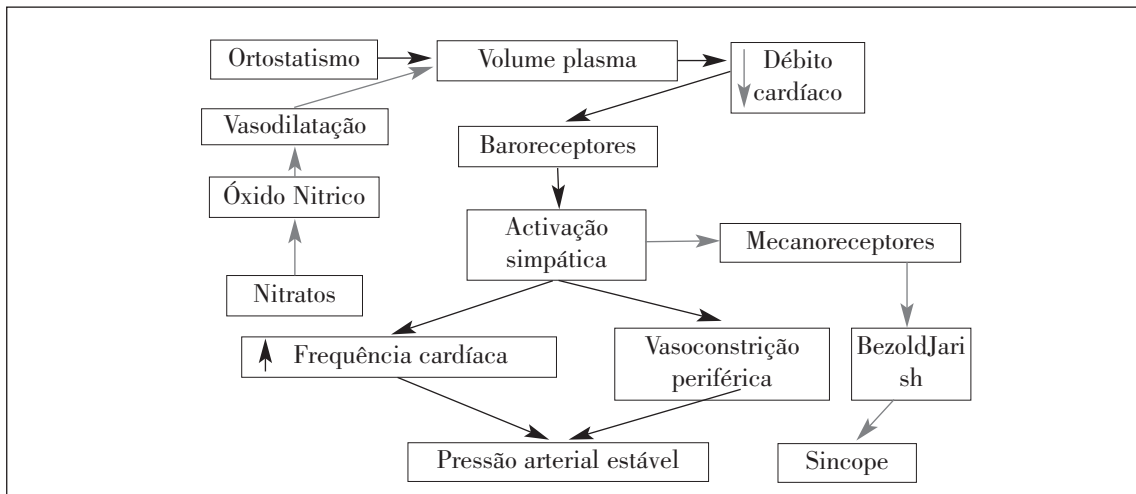 Ortostatismo
Volume plasma
Débito
cardíaco
Vasodilatação
Baroreceptores
Óxido Nitrico
Activação
simpática
Mecanoreceptores
Nitratos
Frequência cardíaca
Vasoconstrição
periférica
BezoldJari
sh
Pressão arterial estável
Sincope